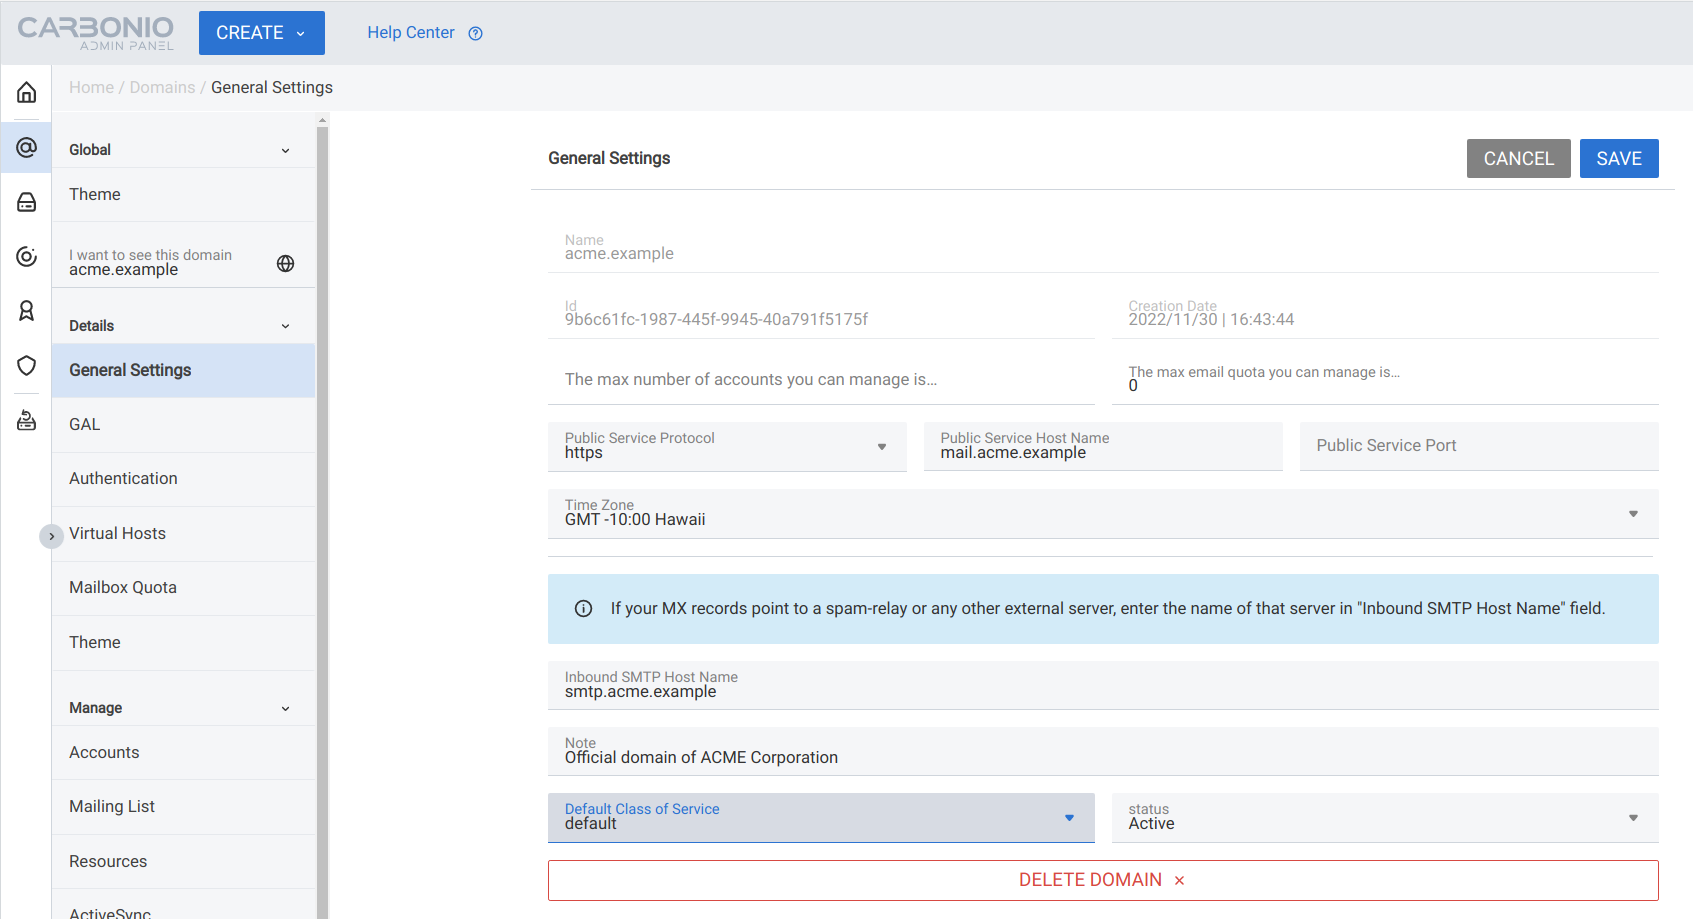 CARBONIO
ADMIN PANEL
CREATE
Help Center
Home / Domains / General Settings
Global
Theme
I want to see this domain
acme.example
Details
General Settings
GAL
Authentication
Virtual Hosts
Mailbox Quota
Theme
Manage
Accounts
Mailing List
Resources
ActiveSync
General Settings
CANCEL
SAVE
Name
acme.example
Id
9b6c61fc-1987-445f-9945-40a791f5175f
Creation Date
2022/11/30 | 16:43:44
The max number of accounts you can manage is...
The max email quota you can manage is...
0
Public Service Protocol
https
Public Service Host Name
mail.acme.example
Public Service Port
Time Zone
GMT -10:00 Hawaii
If your MX records point to a spam-relay or any other external server, enter the name of that server in "Inbound SMTP Host Name" field.
Inbound SMTP Host Name
smtp.acme.example
Note
Official domain of ACME Corporation
Default Class of Service
default
status
Active
DELETE DOMAIN ×